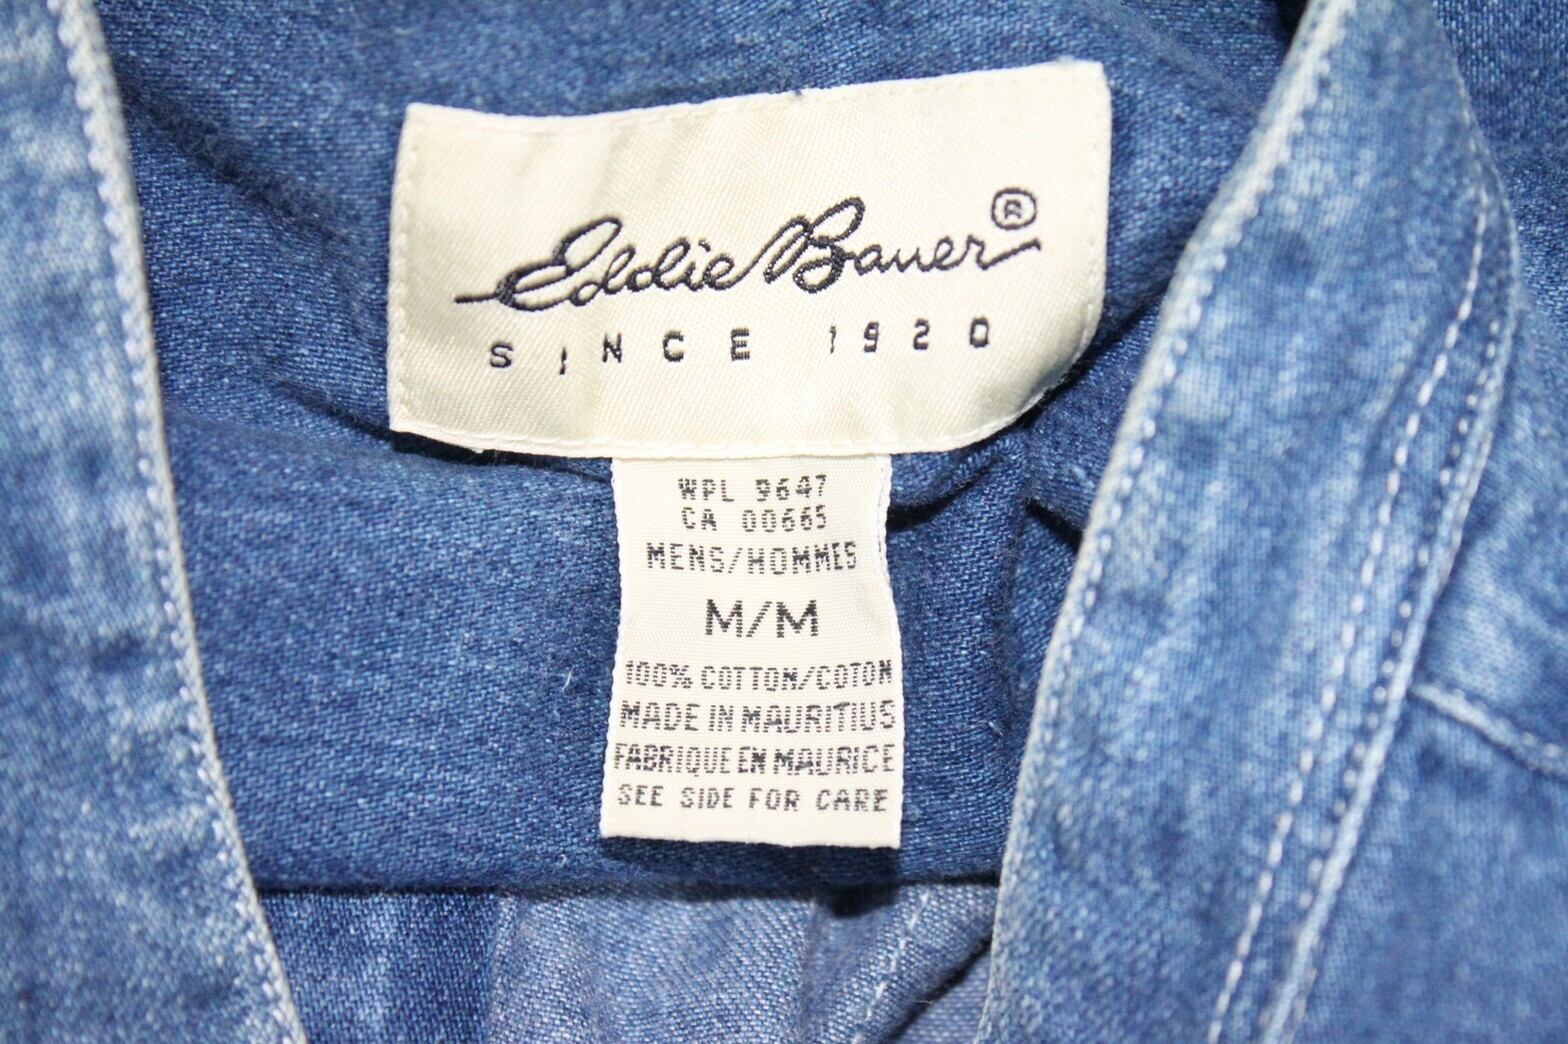 Eddie Bauer®
SINCE 1920
WPL 9647
CA 00665
MENS/HOMMES
M/M
100% COTTON/COTON
MADE IN MAURITIUS
FABRIQUE EN MAURICE
SEE SIDE FOR CARE